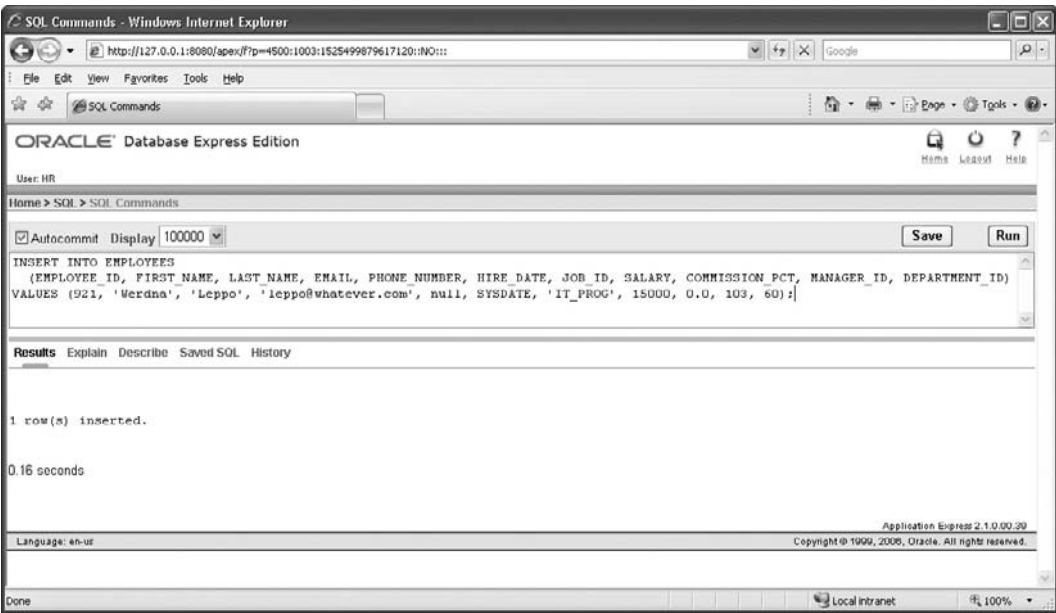 SQL Commands - Windows Internet Explorer
http://127.0.0.1:8080/apex/f?p=4500:1003:1525499879617120::NO:::
Google
File Edit View Favorites Tools Help
SQL Commands
Page Tools
ORACLE Database Express Edition
Home Logout Help
User: HR
Home > SQL > SQL Commands
Autocommit Display 100000
Save Run
INSERT INTO EMPLOYEES
(EMPLOYEE_ID, FIRST_NAME, LAST_NAME, EMAIL, PHONE_NUMBER, HIRE_DATE, JOB_ID, SALARY, COMMISSION_PCT, MANAGER_ID, DEPARTMENT_ID)
VALUES (921, 'Werdna', 'Leppo', 'leppo@whatever.com', null, SYSDATE, 'IT_PROG', 15000, 0.0, 103, 60);
Results Explain Describe Saved SQL History
1 row(s) inserted.
0.16 seconds
Application Express 2.1.0.00.39
Language: en-us
Copyright © 1999, 2006, Oracle. All rights reserved.
Done
Local intranet
100%